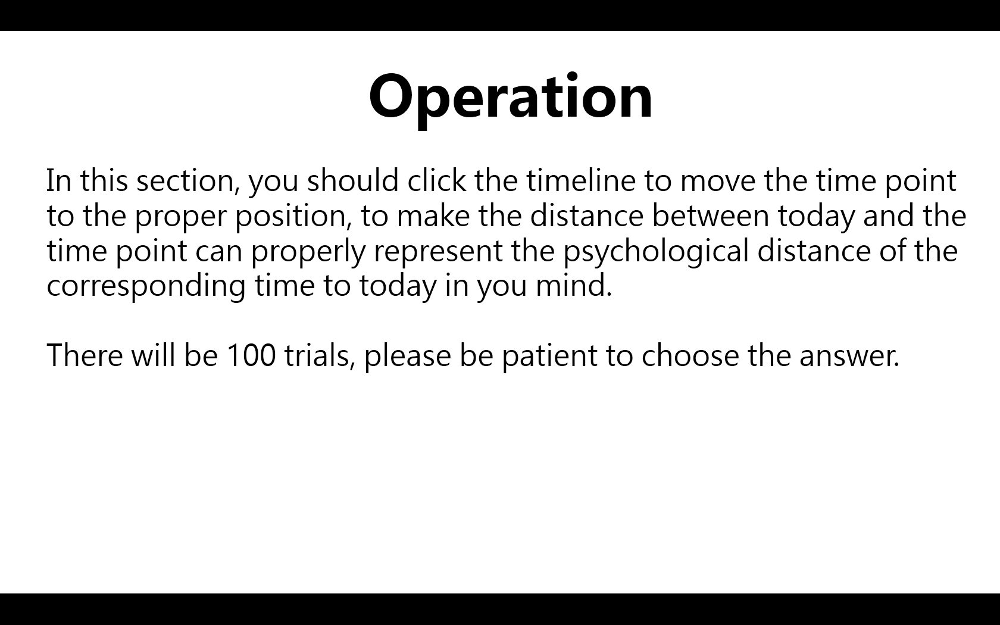 Operation
In this section, you should click the timeline to move the time point
to the proper position, to make the distance between today and the
time point can properly represent the psychological distance of the
corresponding time to today in you mind.
There will be 100 trials, please be patient to choose the answer.